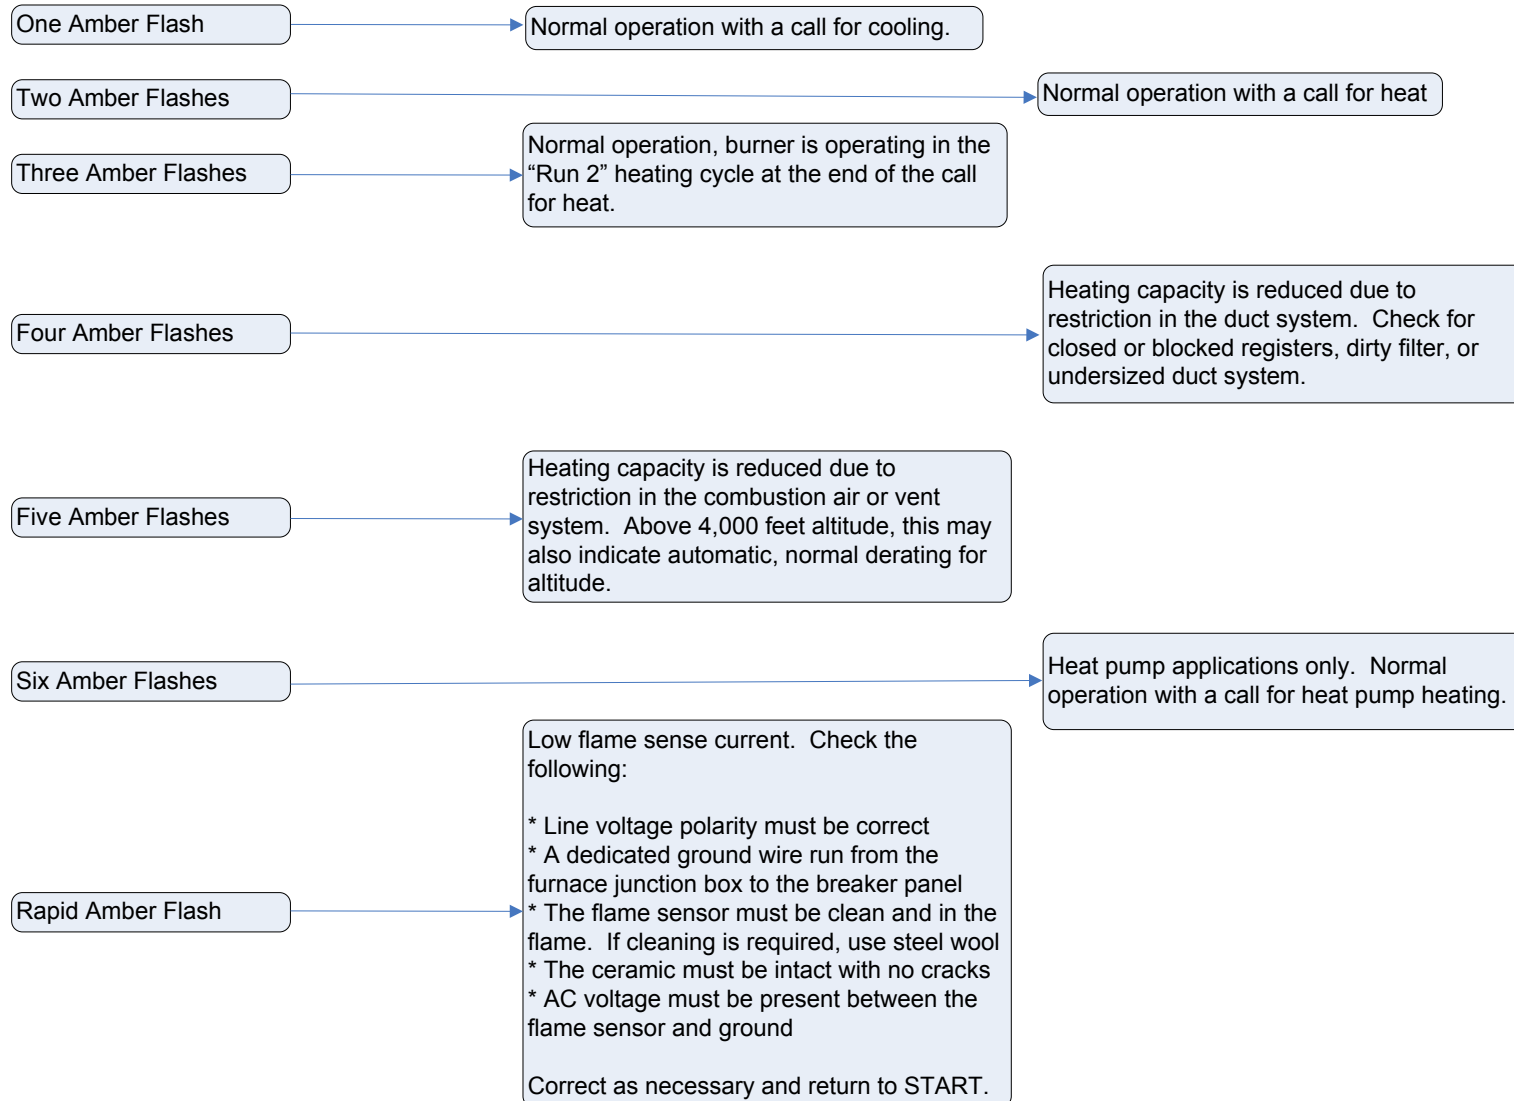 One Amber Flash
Normal operation with a call for cooling.
Two Amber Flashes
Normal operation with a call for heat
Three Amber Flashes
Normal operation, burner is operating in the
“Run 2” heating cycle at the end of the call
for heat.
Four Amber Flashes
Heating capacity is reduced due to
restriction in the duct system.  Check for
closed or blocked registers, dirty filter, or
undersized duct system.
Five Amber Flashes
Heating capacity is reduced due to
restriction in the combustion air or vent
system.  Above 4,000 feet altitude, this may
also indicate automatic, normal derating for
altitude.
Six Amber Flashes
Heat pump applications only.  Normal
operation with a call for heat pump heating.
Rapid Amber Flash
Low flame sense current.  Check the
following:
* Line voltage polarity must be correct
* A dedicated ground wire run from the
furnace junction box to the breaker panel
* The flame sensor must be clean and in the
flame.  If cleaning is required, use steel wool
* The ceramic must be intact with no cracks
* AC voltage must be present between the
flame sensor and ground
Correct as necessary and return to START.